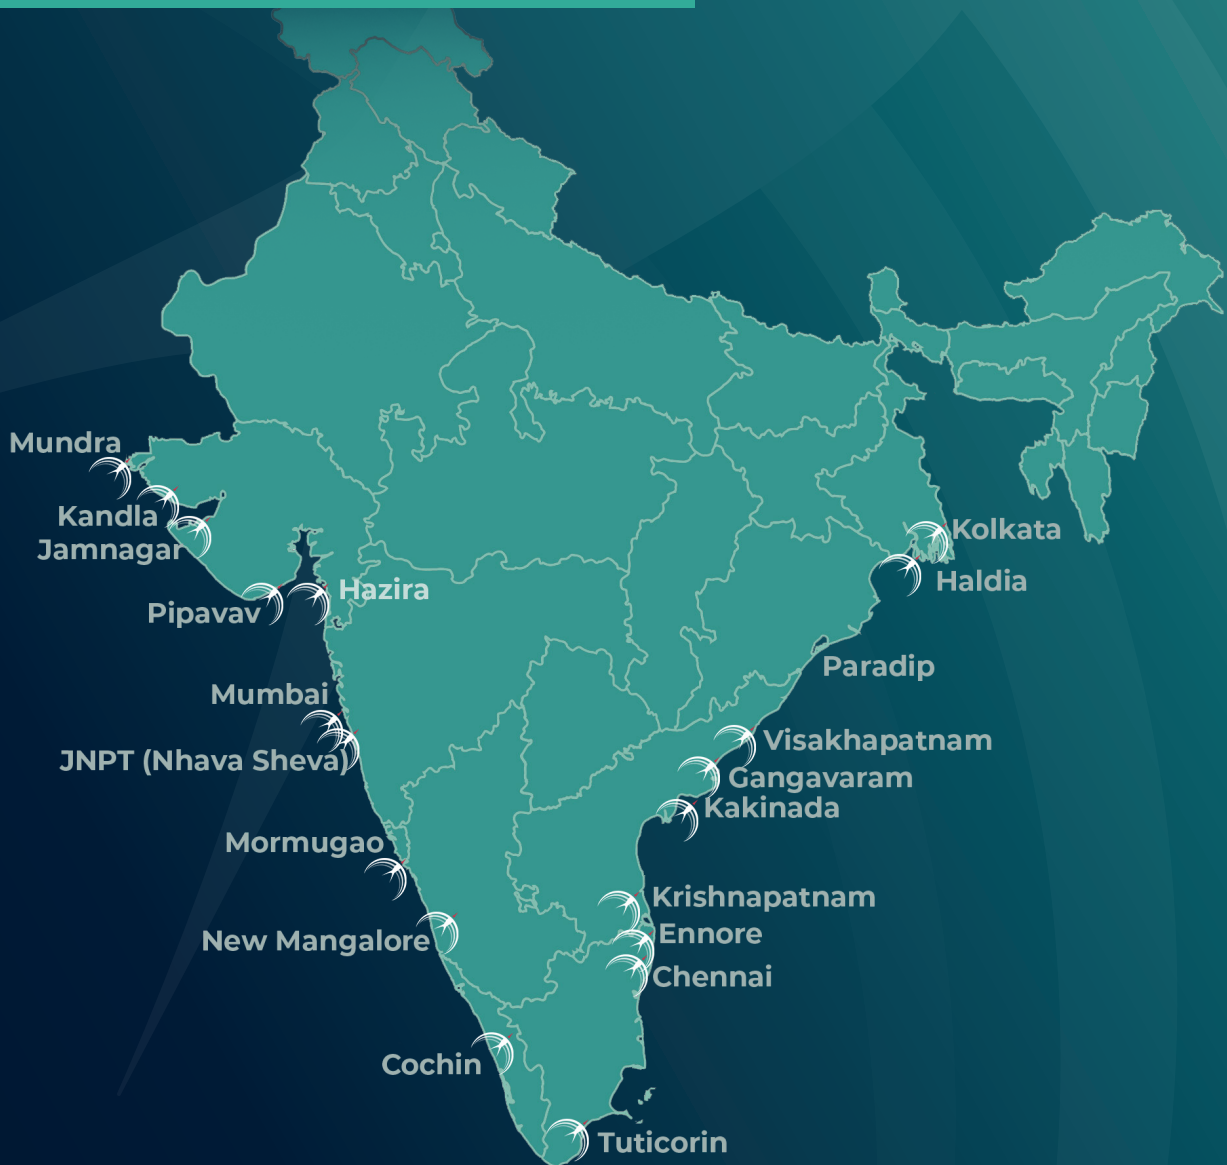 Mundra
Kandla
Jamnagar
Pipavav
Hazira
Mumbai
JNPT (Nhava Sheva)
Mormugao
New Mangalore
Cochin
Kolkata
Haldia
Paradip
Visakhapatnam
Gangavaram
Kakinada
Krishnapatnam
Ennore
Chennai
Tuticorin